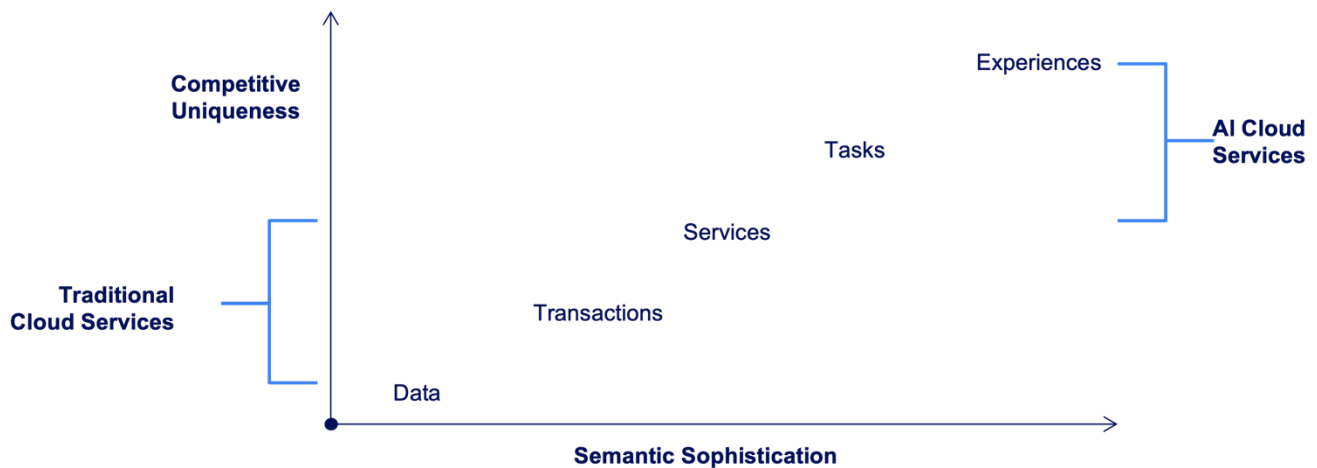 Experiences
Competitive
Uniqueness
AI Cloud
Services
Tasks
Services
Traditional
Cloud Services
Transactions
Data
Semantic Sophistication